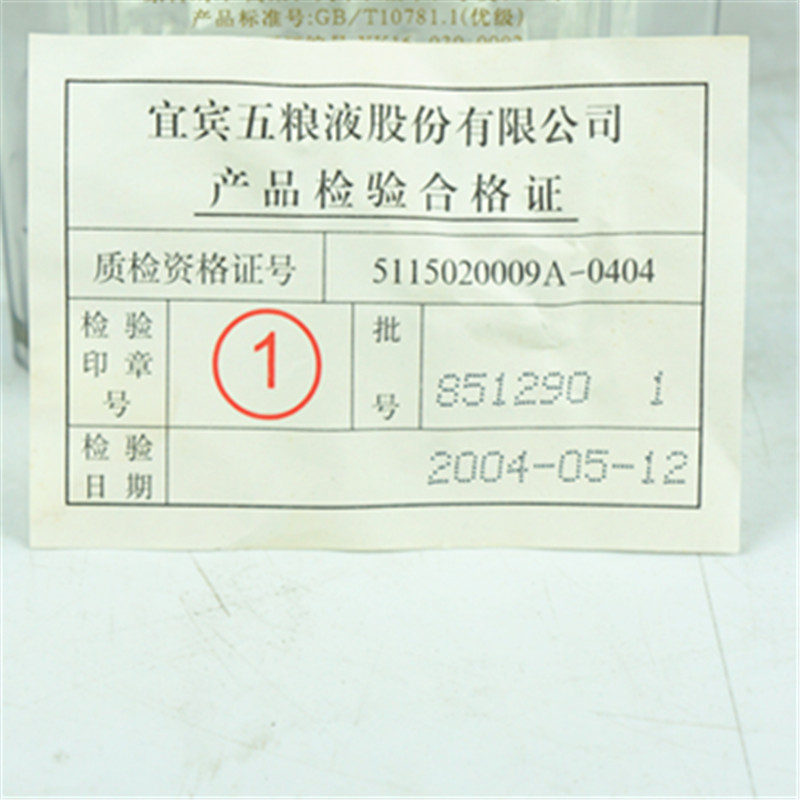 产品标准号:GB/T10781.1(优级)
宜宾五粮液股份有限公司
产品检验合格证
质检资格证号 5115020009A-0404
检验印章号 1 批号 851290 1
检验日期 2004-05-12